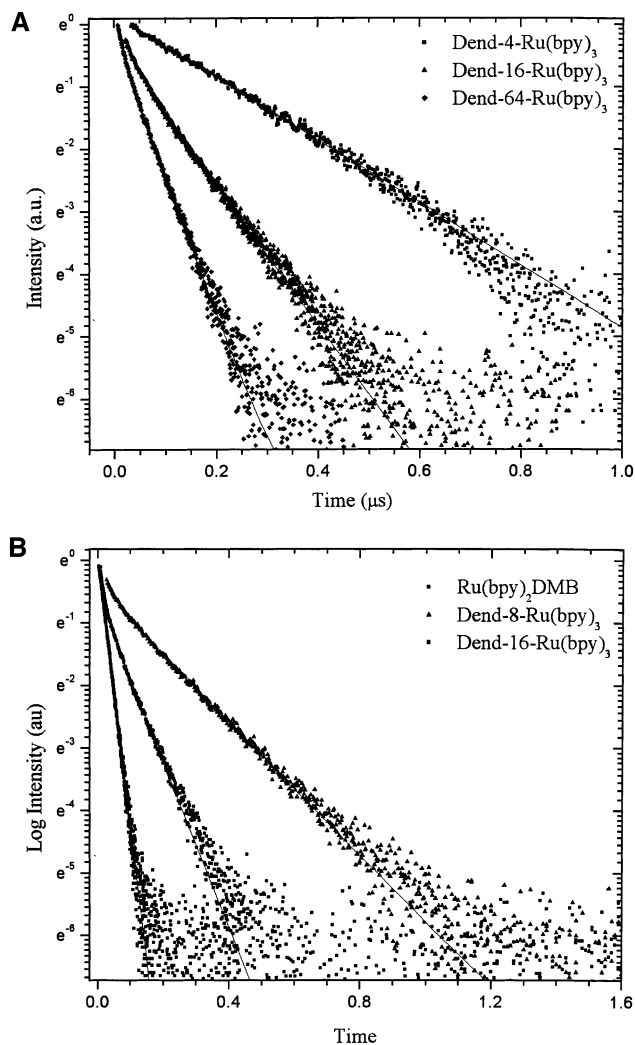 A
e⁰
e⁻¹
e⁻²
e⁻³
e⁻⁴
e⁻⁵
e⁻⁶
Intensity (a.u.)
Dend-4-Ru(bpy)₃
Dend-16-Ru(bpy)₃
Dend-64-Ru(bpy)₃
0.0 0.2 0.4 0.6 0.8 1.0
Time (µs)
B
e⁰
e⁻¹
e⁻²
e⁻³
e⁻⁴
e⁻⁵
e⁻⁶
Log Intensity (au)
Ru(bpy)₂DMB
Dend-8-Ru(bpy)₃
Dend-16-Ru(bpy)₃
0.0 0.4 0.8 1.2 1.6
Time